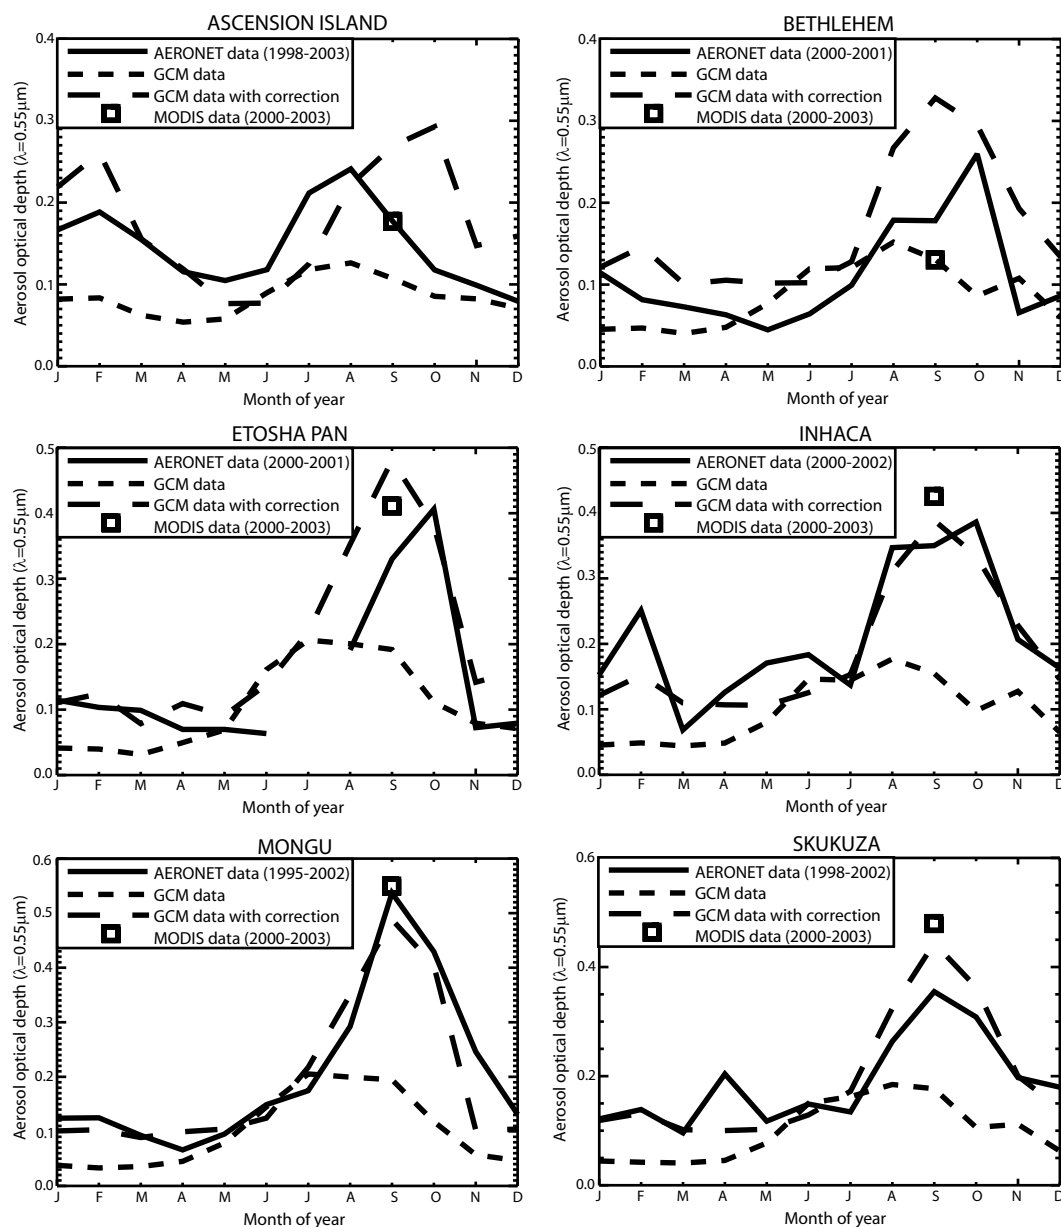 ASCENSION ISLAND
0.4
0.3
0.2
0.1
0.0
Aerosol optical depth (λ=0.55μm)
AERONET data (1998-2003)
GCM data
GCM data with correction
MODIS data (2000-2003)
J F M A M J J A S O N D
Month of year
BETHLEHEM
0.4
0.3
0.2
0.1
0.0
Aerosol optical depth (λ=0.55μm)
AERONET data (2000-2001)
GCM data
GCM data with correction
MODIS data (2000-2003)
J F M A M J J A S O N D
Month of year
ETOSHA PAN
0.5
0.4
0.3
0.2
0.1
0.0
Aerosol optical depth (λ=0.55μm)
AERONET data (2000-2001)
GCM data
GCM data with correction
MODIS data (2000-2003)
J F M A M J J A S O N D
Month of year
INHACA
0.5
0.4
0.3
0.2
0.1
0.0
Aerosol optical depth (λ=0.55μm)
AERONET data (2000-2002)
GCM data
GCM data with correction
MODIS data (2000-2003)
J F M A M J J A S O N D
Month of year
MONGU
0.6
0.5
0.4
0.3
0.2
0.1
0.0
Aerosol optical depth (λ=0.55μm)
AERONET data (1995-2002)
GCM data
GCM data with correction
MODIS data (2000-2003)
J F M A M J J A S O N D
Month of year
SKUKUZA
0.6
0.4
0.2
0.0
Aerosol optical depth (λ=0.55μm)
AERONET data (1998-2002)
GCM data
GCM data with correction
MODIS data (2000-2003)
J F M A M J J A S O N D
Month of year